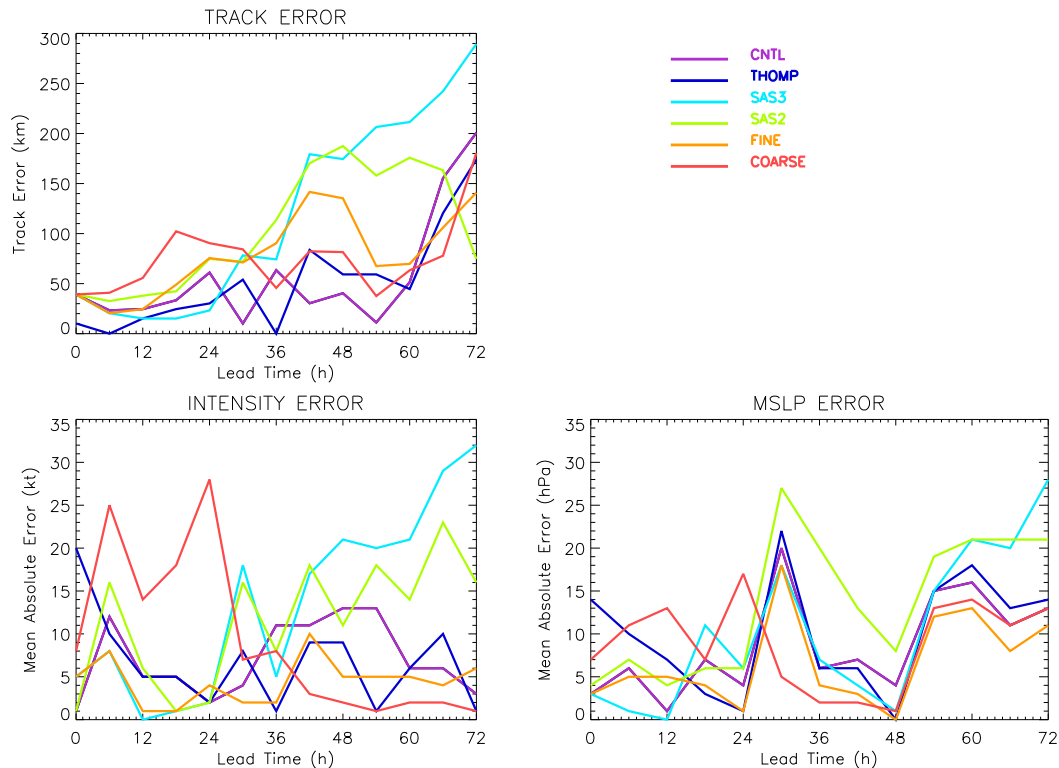 TRACK ERROR
300
250
200
150
100
50
0
Track Error (km)
0 12 24 36 48 60 72
Lead Time (h)
CNTL
THOMP
SAS3
SAS2
FINE
COARSE
INTENSITY ERROR
35
30
25
20
15
10
5
0
Mean Absolute Error (kt)
0 12 24 36 48 60 72
Lead Time (h)
MSLP ERROR
35
30
25
20
15
10
5
0
Mean Absolute Error (hPa)
0 12 24 36 48 60 72
Lead Time (h)